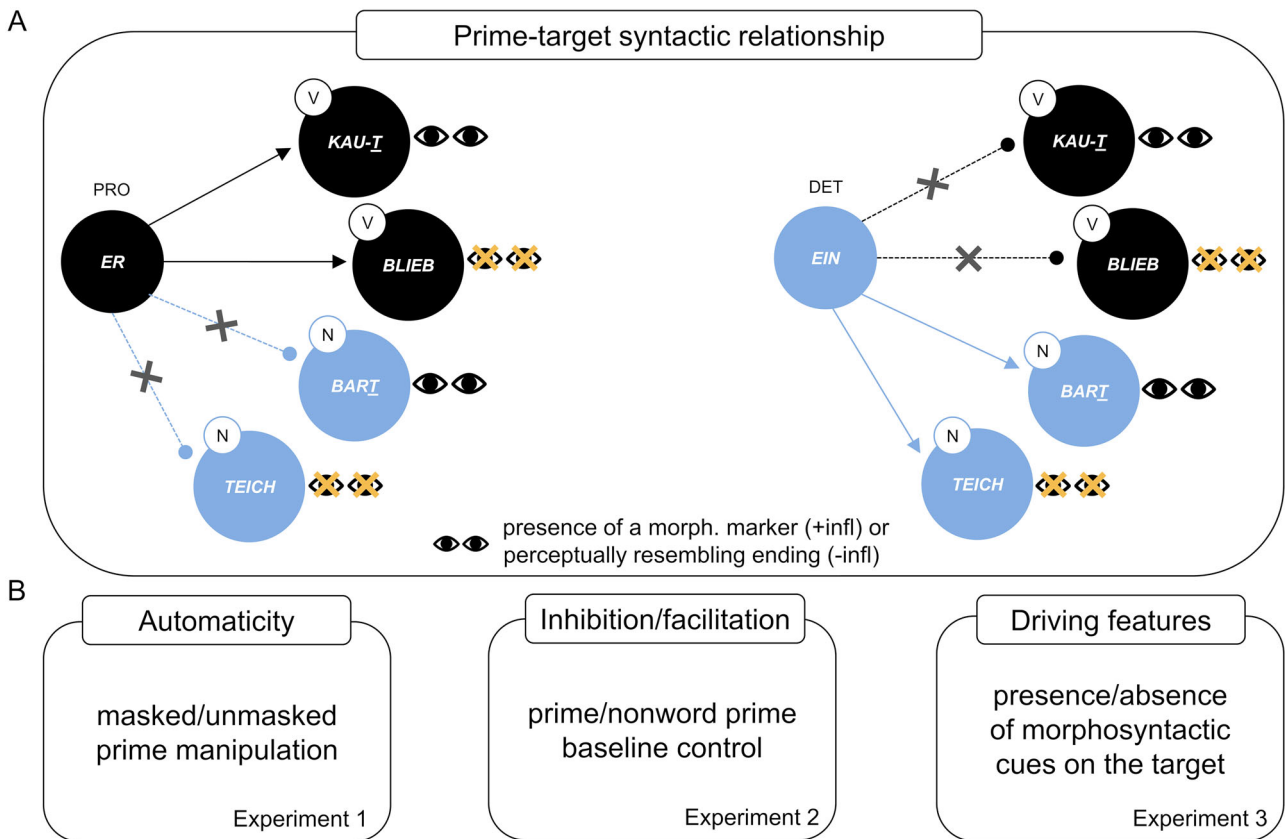 A
Prime-target syntactic relationship
V
KAU-T
PRO
ER
V
BLIEB
N
BART
N
TEICH
V
KAU-T
DET
EIN
V
BLIEB
N
BART
N
TEICH
presence of a morph. marker (+infl) or
perceptually resembling ending (-infl)
B
Automaticity
masked/unmasked
prime manipulation
Experiment 1
Inhibition/facilitation
prime/nonword prime
baseline control
Experiment 2
Driving features
presence/absence
of morphosyntactic
cues on the target
Experiment 3